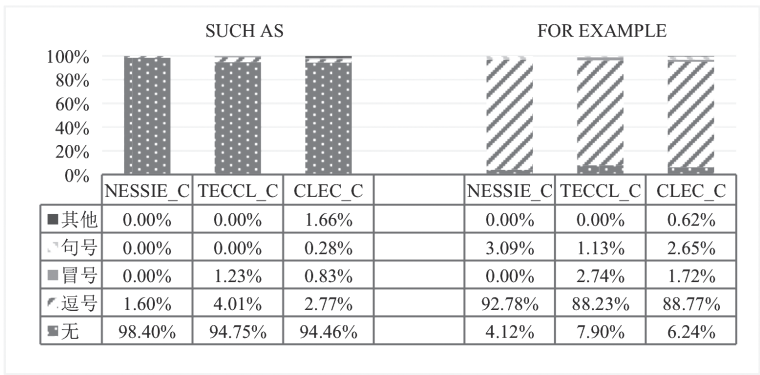 SUCH AS FOR EXAMPLE
100%
80%
60%
40%
20%
0%
NESSIE_C TECCL_C CLEC_C NESSIE_C TECCL_C CLEC_C
其他 0.00% 0.00% 1.66% 0.00% 0.00% 0.62%
句号 0.00% 0.00% 0.28% 3.09% 1.13% 2.65%
冒号 0.00% 1.23% 0.83% 0.00% 2.74% 1.72%
逗号 1.60% 4.01% 2.77% 92.78% 88.23% 88.77%
无 98.40% 94.75% 94.46% 4.12% 7.90% 6.24%